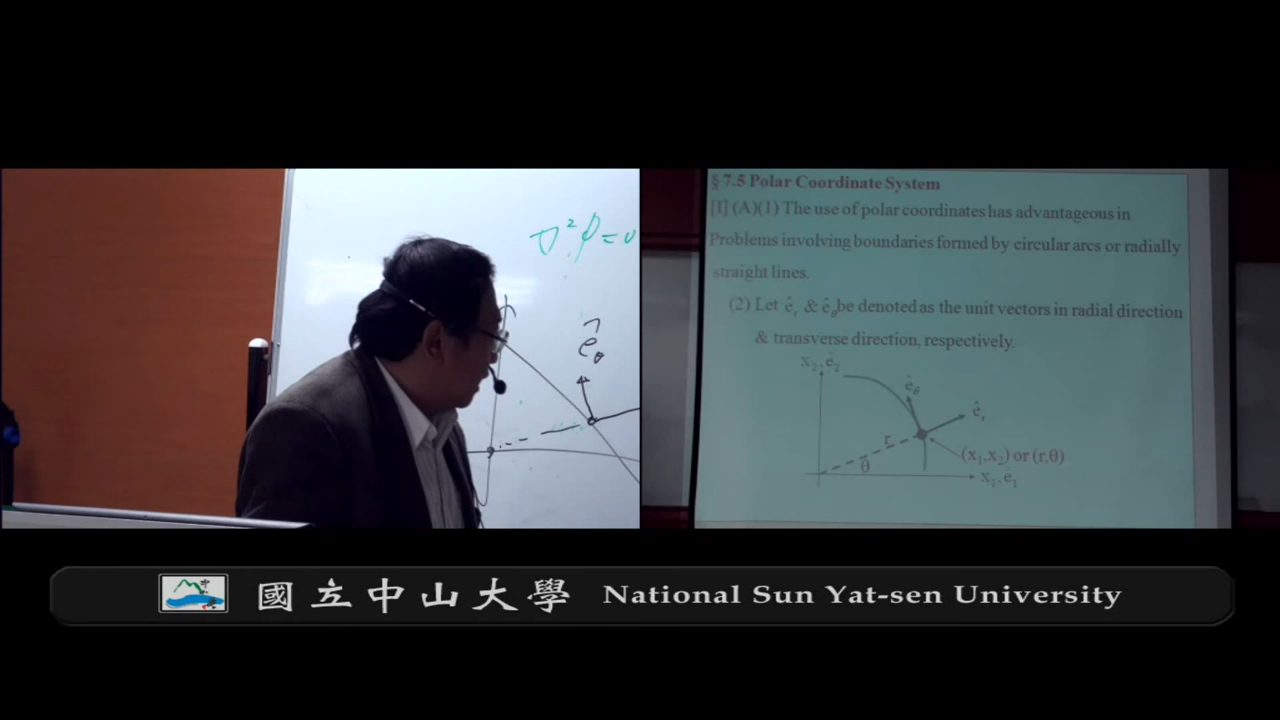 ∇²φ=0
ê_θ
§ 7.5 Polar Coordinate System
[I] (A)(1) The use of polar coordinates has advantageous in
Problems involving boundaries formed by circular arcs or radially
straight lines.
(2) Let ê_r & ê_θ be denoted as the unit vectors in radial direction
& transverse direction, respectively.
x₂, ê₂
ê_θ
ê_r
r
(x₁,x₂) or (r,θ)
θ
x₁, ê₁
國立中山大學 National Sun Yat-sen University